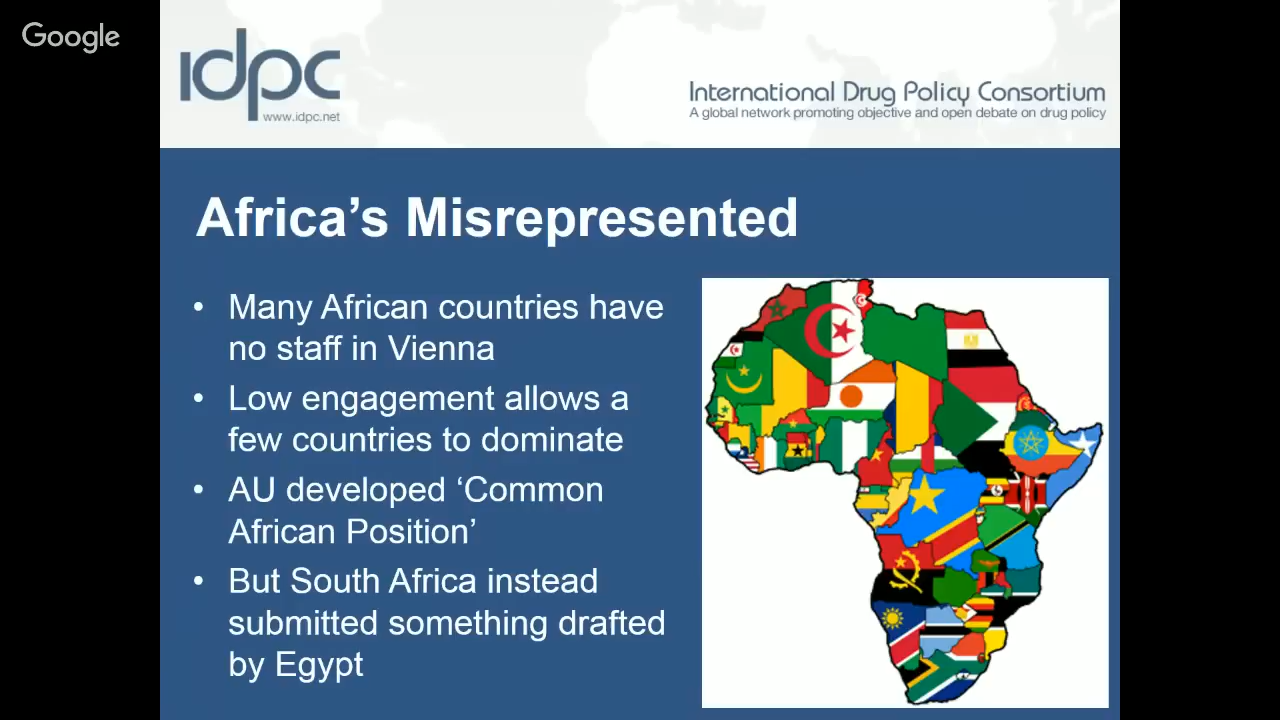 Google
idpc
www.idpc.net
International Drug Policy Consortium
A global network promoting objective and open debate on drug policy
Africa’s Misrepresented
• Many African countries have
no staff in Vienna
• Low engagement allows a
few countries to dominate
• AU developed ‘Common
African Position’
• But South Africa instead
submitted something drafted
by Egypt